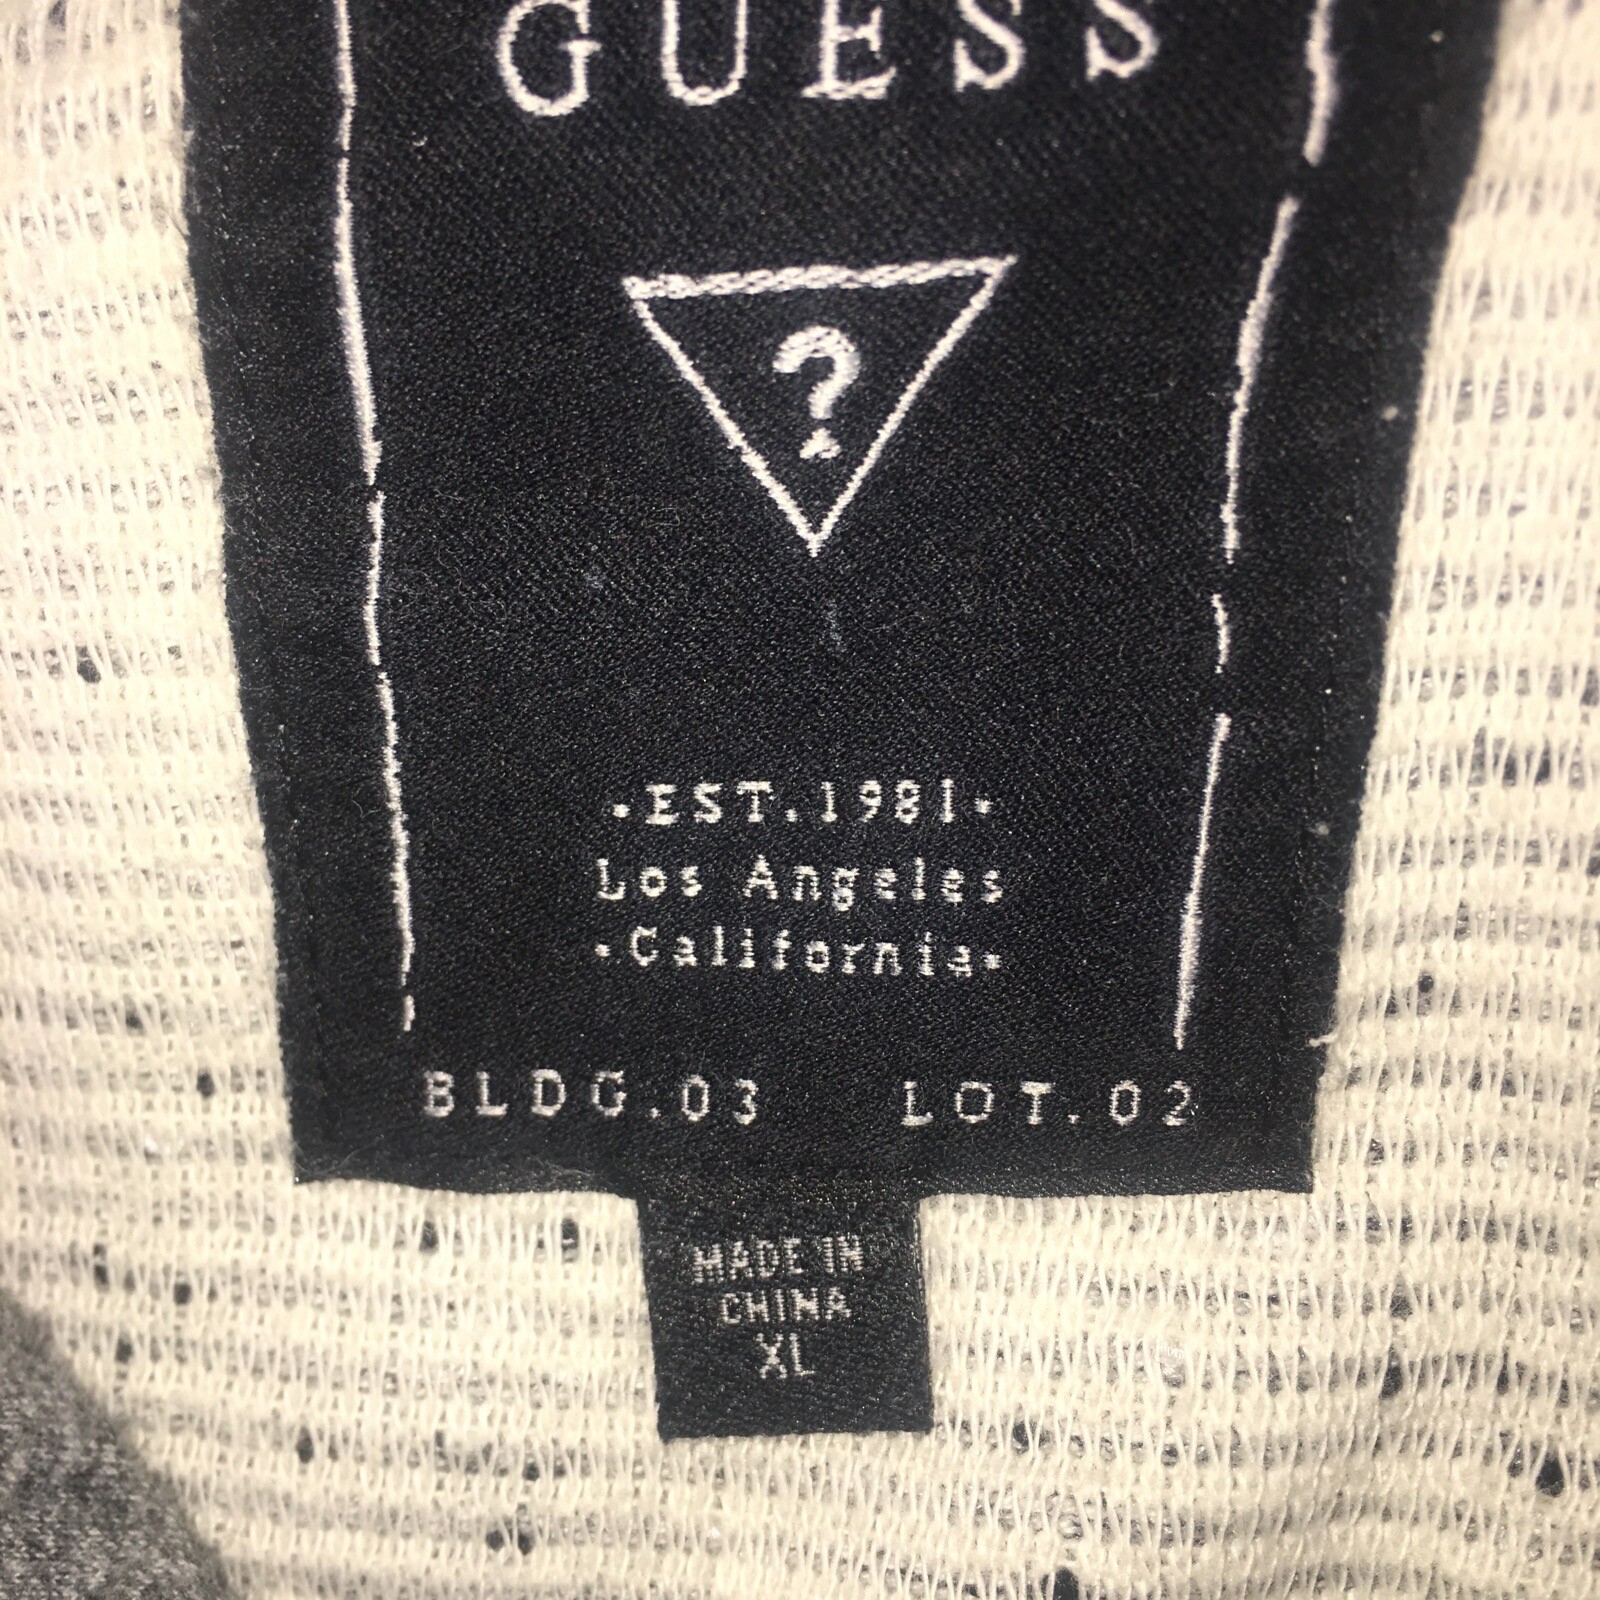 GUESS
?
•EST.1981•
Los Angeles
•California•
BLDG.03 LOT.02
MADE IN
CHINA
XL